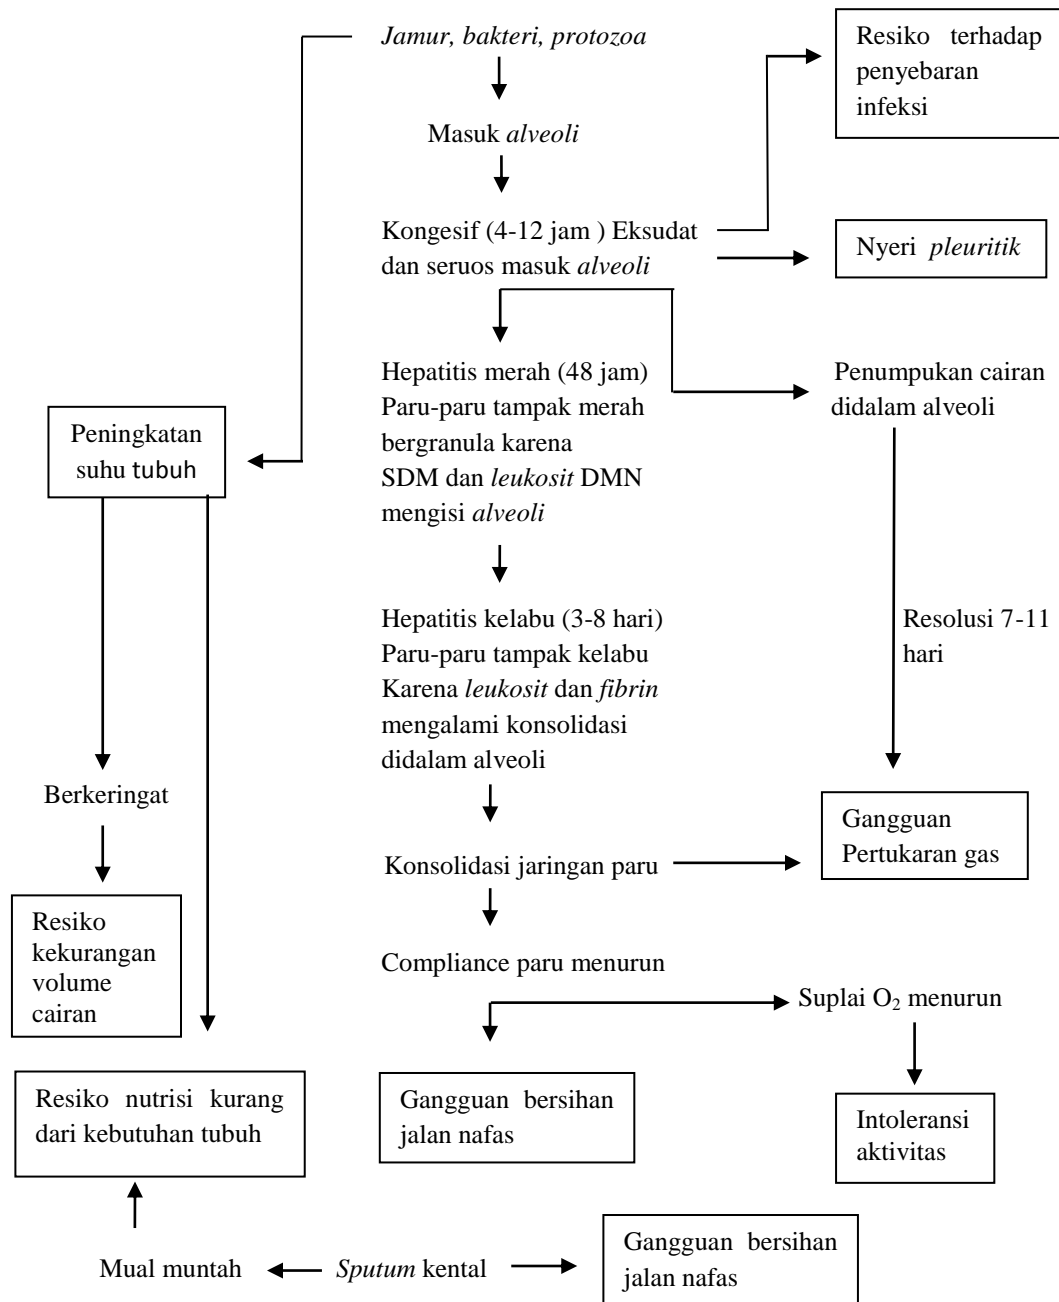 Jamur, bakteri, protozoa
Resiko terhadap
penyebaran
infeksi
Masuk alveoli
Kongesif (4-12 jam ) Eksudat
dan seruos masuk alveoli
Nyeri pleuritik
Hepatitis merah (48 jam)
Paru-paru tampak merah
bergranula karena
SDM dan leukosit DMN
mengisi alveoli
Penumpukan cairan
didalam alveoli
Peningkatan
suhu tubuh
Hepatitis kelabu (3-8 hari)
Paru-paru tampak kelabu
Karena leukosit dan fibrin
mengalami konsolidasi
didalam alveoli
Resolusi 7-11
hari
Berkeringat
Gangguan
Pertukaran gas
Konsolidasi jaringan paru
Resiko
kekurangan
volume
cairan
Compliance paru menurun
Suplai O₂ menurun
Resiko nutrisi kurang
dari kebutuhan tubuh
Gangguan bersihan
jalan nafas
Intoleransi
aktivitas
Mual muntah
Sputum kental
Gangguan bersihan
jalan nafas